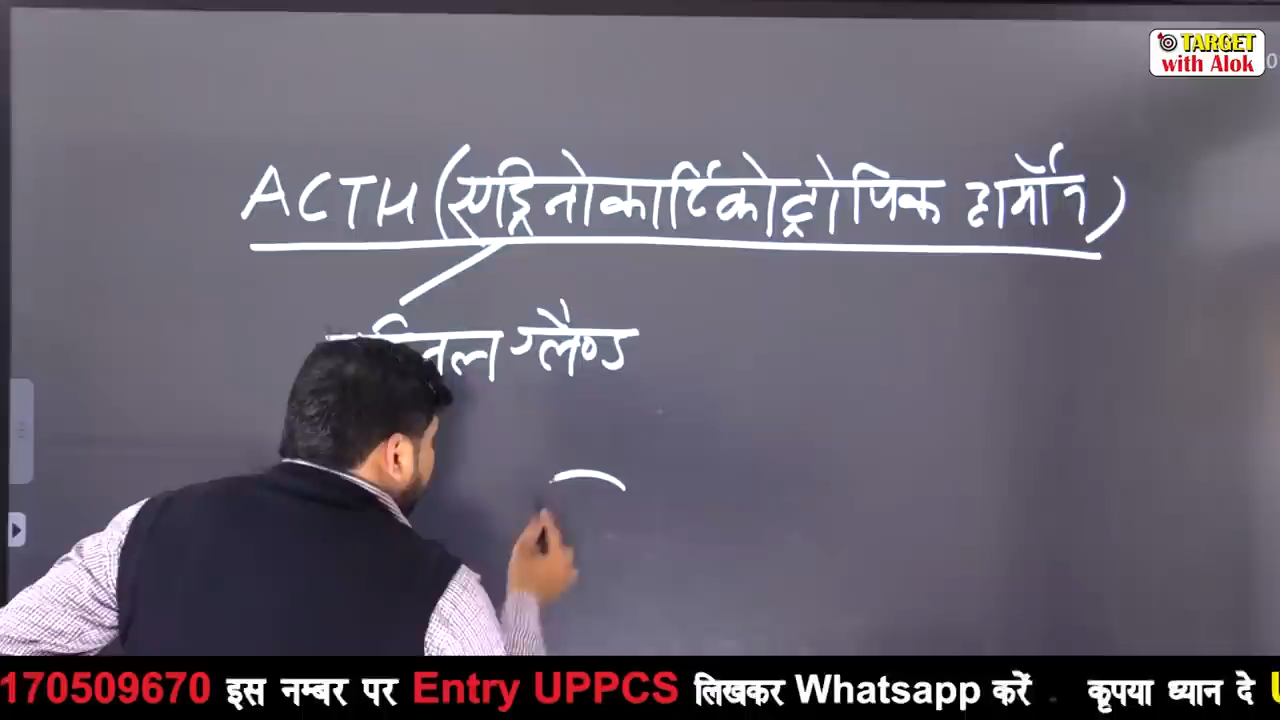 TARGET
with Alok
ACTH (एड्रिनोकार्टिकोट्रोपिक हार्मोन)
ग्लैण्ड
170509670 इस नम्बर पर Entry UPPCS लिखकर Whatsapp करें . कृपया ध्यान दे